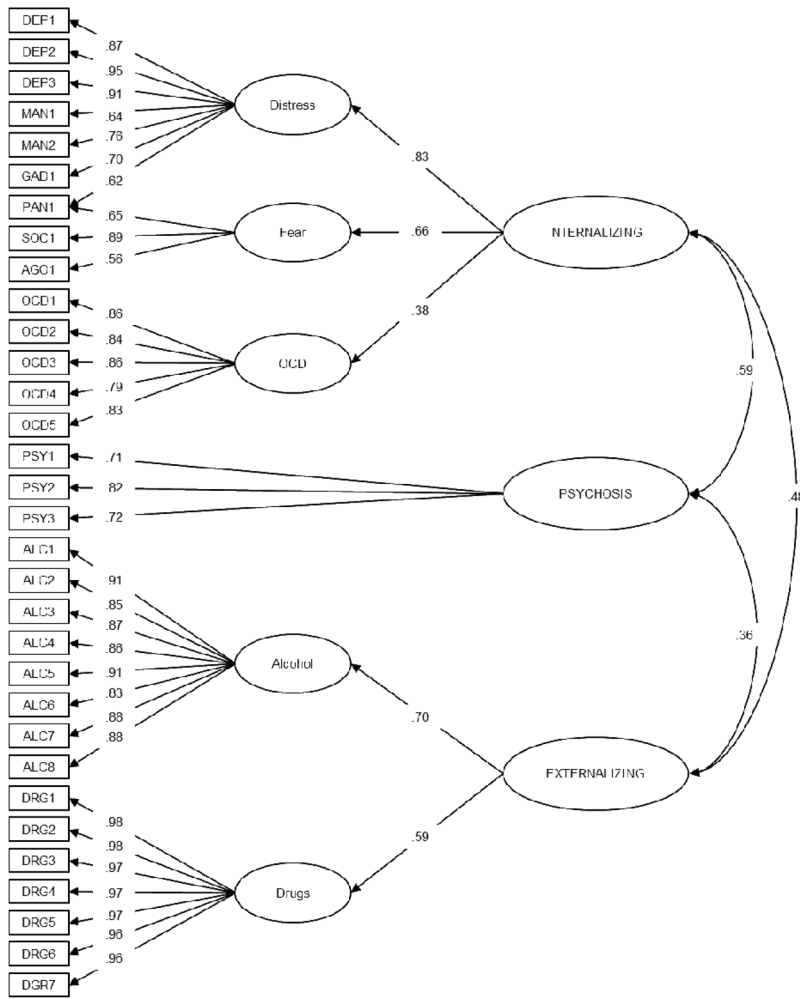 DEP1
DEP2
DEP3
MAN1
MAN2
GAD1
PAN1
SOC1
AGO1
OCD1
OCD2
OCD3
OCD4
OCD5
PSY1
PSY2
PSY3
ALC1
ALC2
ALC3
ALC4
ALC5
ALC6
ALC7
ALC8
DRG1
DRG2
DRG3
DRG4
DRG5
DRG6
DGR7
.87
.95
.91
.64
.76
.70
.62
.65
.89
.56
.86
.84
.86
.79
.83
.71
.82
.72
.91
.85
.87
.86
.91
.83
.88
.88
.98
.98
.97
.97
.97
.96
.96
Distress
Fear
OCD
Alcohol
Drugs
.83
.66
.38
.70
.59
NTERNALIZING
PSYCHOSIS
EXTERNALIZING
.59
.48
.36